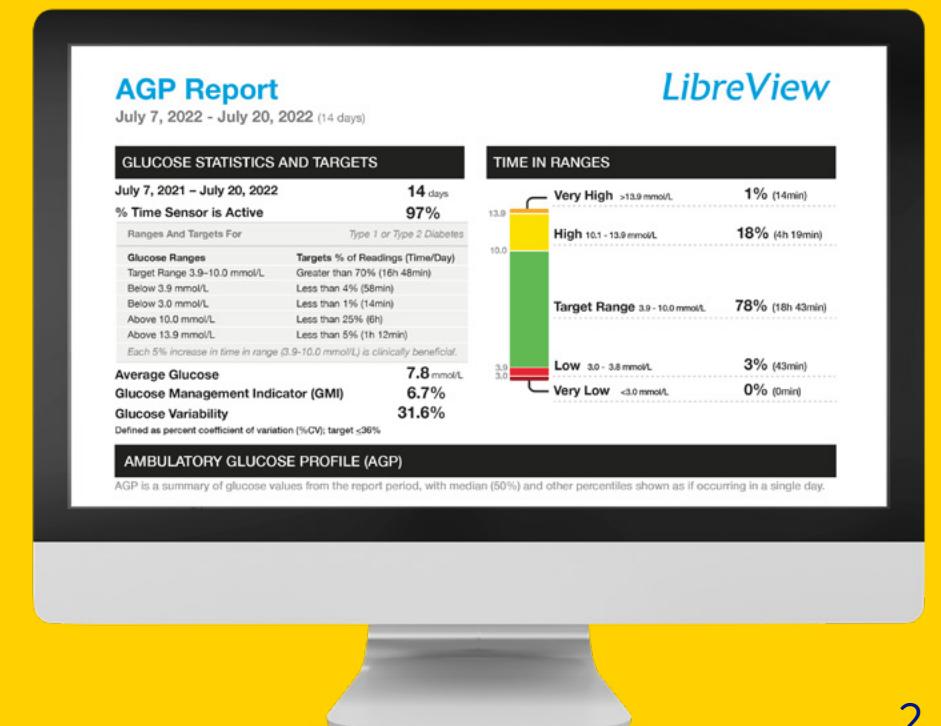 AGP Report
LibreView
July 7, 2022 - July 20, 2022 (14 days)
GLUCOSE STATISTICS AND TARGETS
July 7, 2021 – July 20, 2022 14 days
% Time Sensor is Active 97%
Ranges And Targets For Type 1 or Type 2 Diabetes
Glucose Ranges Targets % of Readings (Time/Day)
Target Range 3.9–10.0 mmol/L Greater than 70% (16h 48min)
Below 3.9 mmol/L Less than 4% (58min)
Below 3.0 mmol/L Less than 1% (14min)
Above 10.0 mmol/L Less than 25% (6h)
Above 13.9 mmol/L Less than 5% (1h 12min)
Each 5% increase in time in range (3.9-10.0 mmol/L) is clinically beneficial.
Average Glucose 7.8 mmol/L
Glucose Management Indicator (GMI) 6.7%
Glucose Variability 31.6%
Defined as percent coefficient of variation (%CV); target ≤36%
TIME IN RANGES
Very High >13.9 mmol/L 1% (14min)
13.9
High 10.1 - 13.9 mmol/L 18% (4h 19min)
10.0
Target Range 3.9 - 10.0 mmol/L 78% (18h 43min)
Low 3.0 - 3.8 mmol/L 3% (43min)
3.9
3.0
Very Low <3.0 mmol/L 0% (0min)
AMBULATORY GLUCOSE PROFILE (AGP)
AGP is a summary of glucose values from the report period, with median (50%) and other percentiles shown as if occurring in a single day.
2